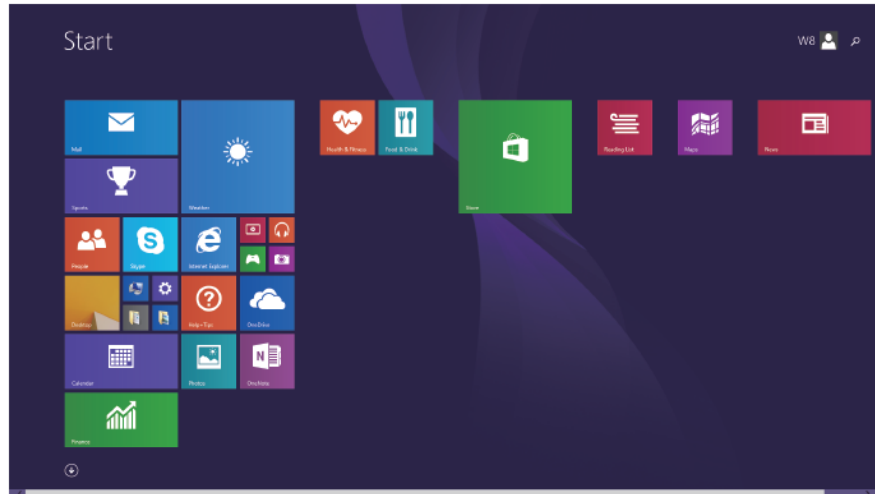 Start
W8
Mail
Sports
Weather
People
Skype
Internet Explorer
Desktop
Help+Tips
OneDrive
Calendar
Photos
OneNote
Finance
Health & Fitness
Food & Drink
Store
Reading List
Maps
News